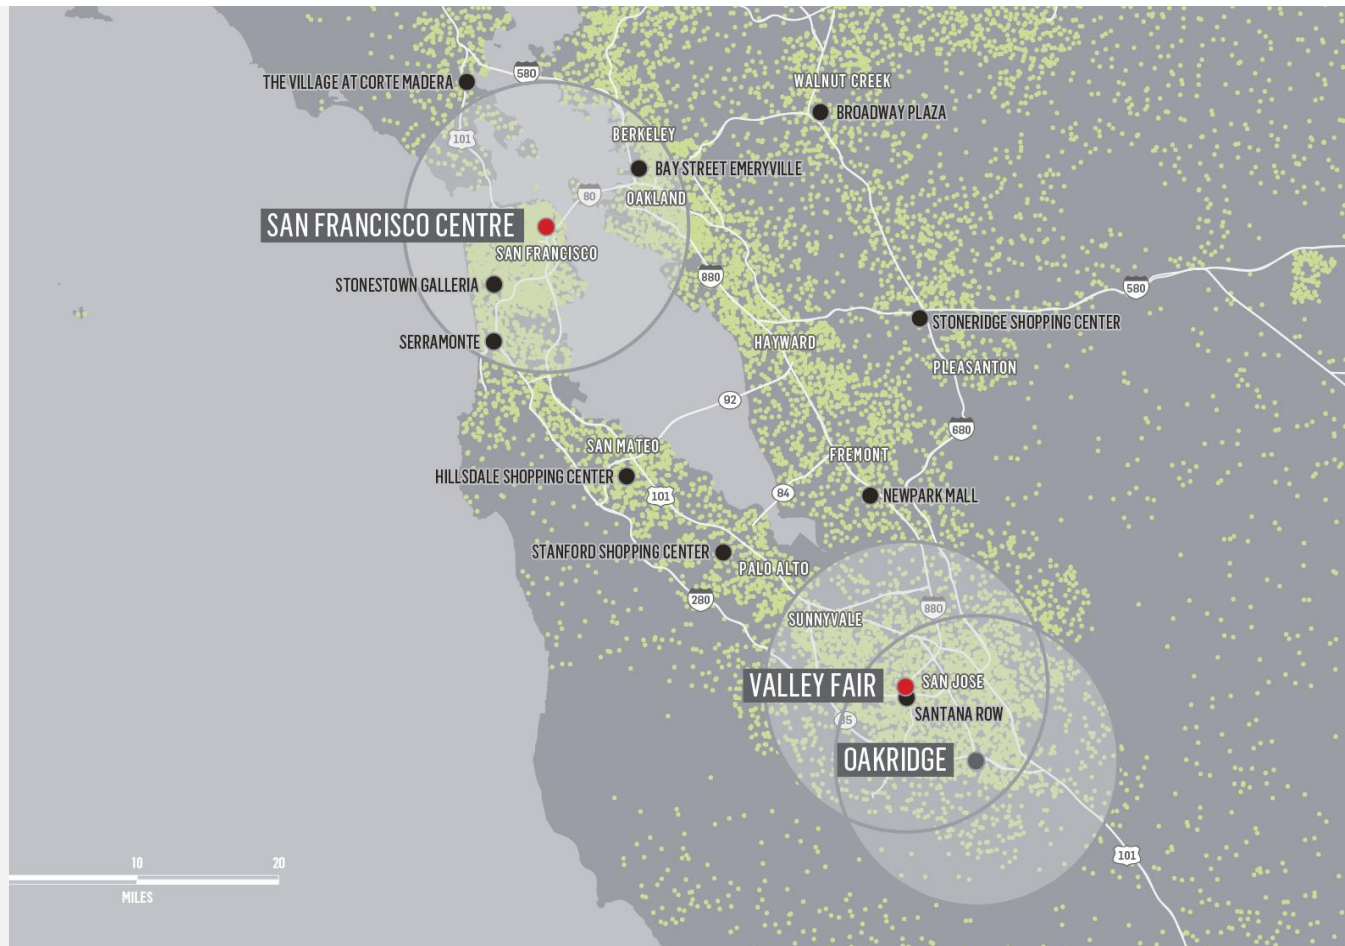 580
WALNUT CREEK
THE VILLAGE AT CORTE MADERA
BROADWAY PLAZA
101
BERKELEY
BAY STREET EMERYVILLE
80
OAKLAND
SAN FRANCISCO CENTRE
SAN FRANCISCO
880
STONESTOWN GALLERIA
580
STONERIDGE SHOPPING CENTER
SERRAMONTE
HAYWARD
PLEASANTON
92
680
SAN MATEO
FREMONT
HILLSDALE SHOPPING CENTER
101
84
NEWPARK MALL
STANFORD SHOPPING CENTER
PALO ALTO
280
880
SUNNYVALE
VALLEY FAIR
SAN JOSE
SANTANA ROW
85
OAKRIDGE
101
10 20
MILES